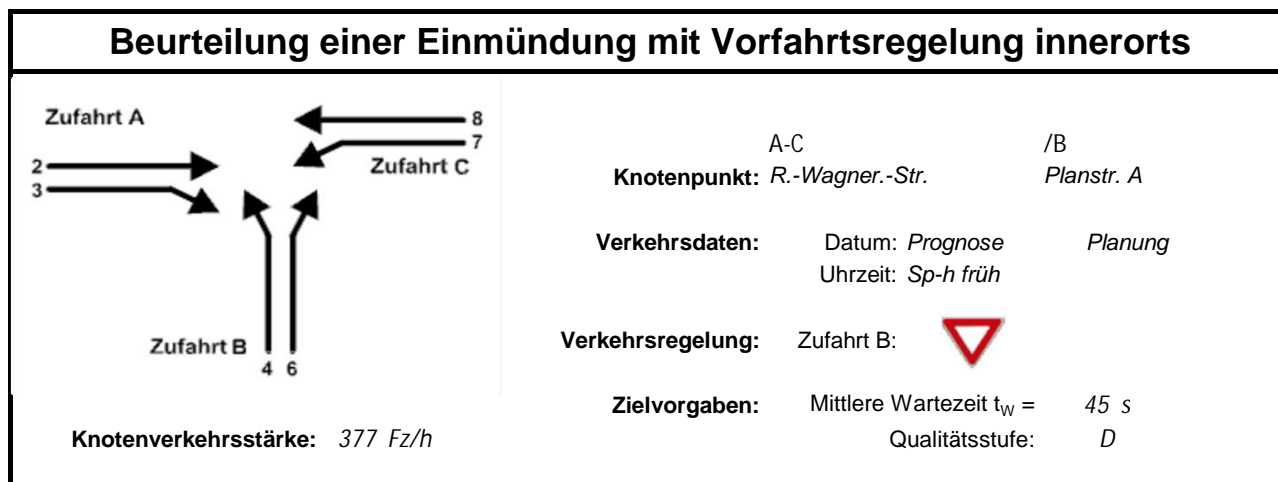 Beurteilung einer Einmündung mit Vorfahrtsregelung innerorts
Zufahrt A
8
7
Zufahrt C
2
3
Zufahrt B
4 6
Knotenverkehrsstärke: 377 Fz/h
A-C /B
Knotenpunkt: R.-Wagner.-Str. Planstr. A
Verkehrsdaten: Datum: Prognose Planung
Uhrzeit: Sp-h früh
Verkehrsregelung: Zufahrt B:
Zielvorgaben: Mittlere Wartezeit tW = 45 s
Qualitätsstufe: D